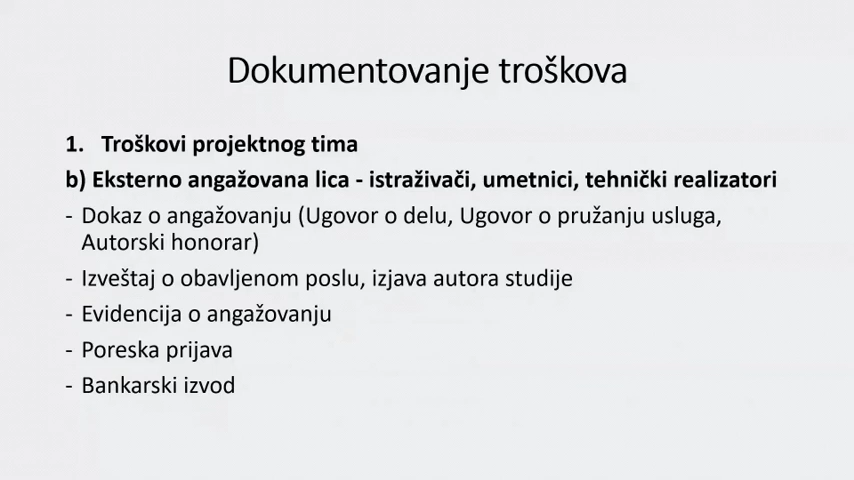 Dokumentovanje troškova
1. Troškovi projektnog tima
b) Eksterno angažovana lica - istraživači, umetnici, tehnički realizatori
- Dokaz o angažovanju (Ugovor o delu, Ugovor o pružanju usluga,
Autorski honorar)
- Izveštaj o obavljenom poslu, izjava autora studije
- Evidencija o angažovanju
- Poreska prijava
- Bankarski izvod